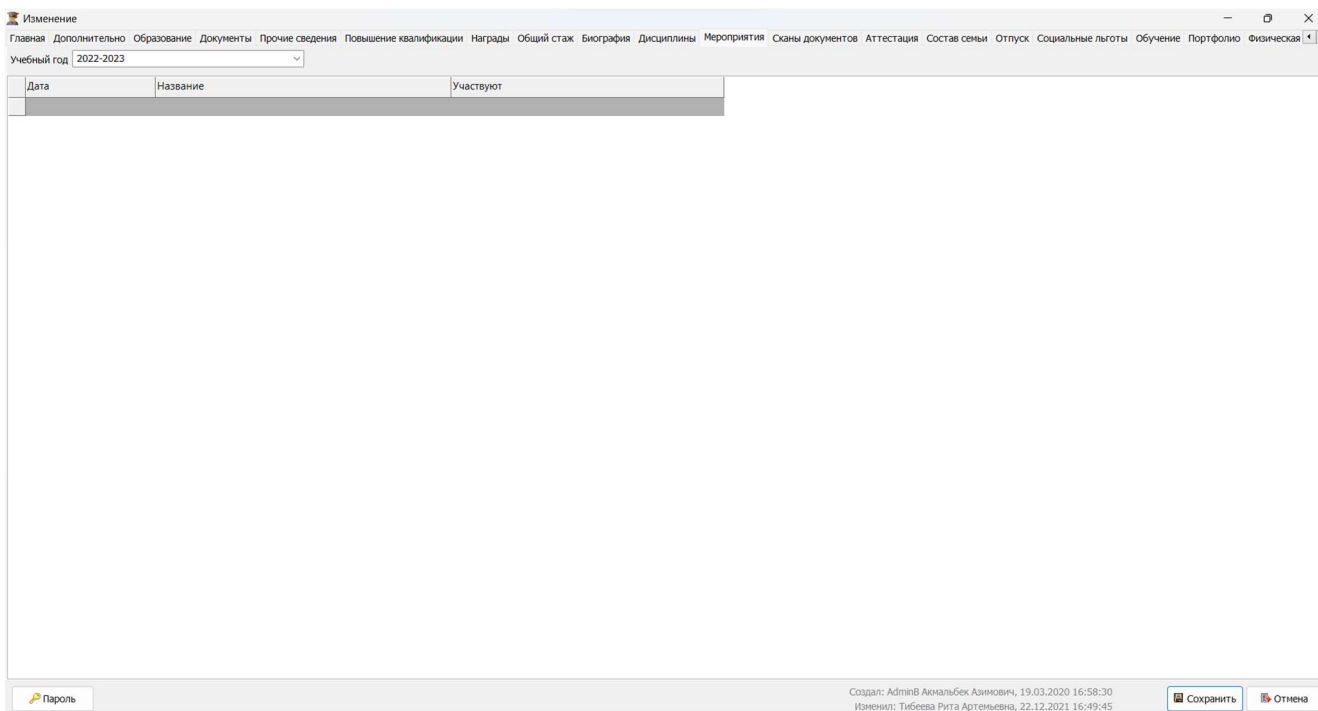 Изменение
Главная Дополнительно Образование Документы Прочие сведения Повышение квалификации Награды Общий стаж Биография Дисциплины Мероприятия Сканы документов Аттестация Состав семьи Отпуск Социальные льготы Обучение Портфолио Физическая
Учебный год 2022-2023
Дата Название Участвуют
Пароль
Создал: AdminB Акмальбек Азимович, 19.03.2020 16:58:30
Изменил: Тибеева Рита Артемьевна, 22.12.2021 16:49:45
Сохранить Отмена